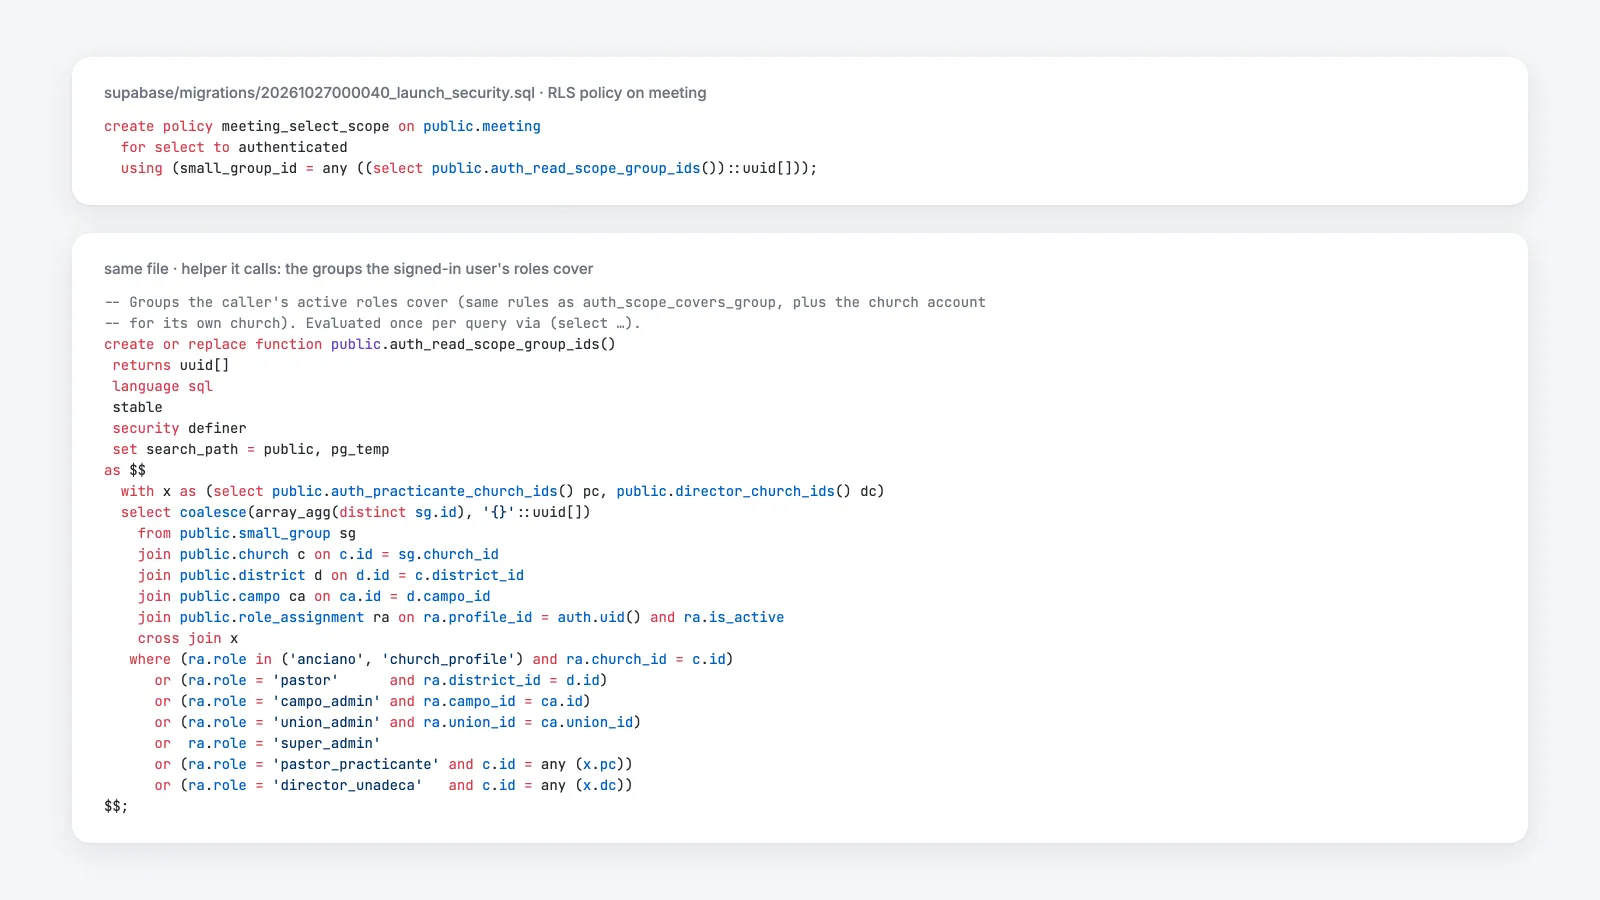 supabase/migrations/20261027000040_launch_security.sql · RLS policy on meeting
create policy meeting_select_scope on public.meeting
  for select to authenticated
  using (small_group_id = any ((select public.auth_read_scope_group_ids())::uuid[]));
same file · helper it calls: the groups the signed-in user's roles cover
-- Groups the caller's active roles cover (same rules as auth_scope_covers_group, plus the church account
-- for its own church). Evaluated once per query via (select …).
create or replace function public.auth_read_scope_group_ids()
 returns uuid[]
 language sql
 stable
 security definer
 set search_path = public, pg_temp
as $$
  with x as (select public.auth_practicante_church_ids() pc, public.director_church_ids() dc)
  select coalesce(array_agg(distinct sg.id), '{}'::uuid[])
    from public.small_group sg
    join public.church c on c.id = sg.church_id
    join public.district d on d.id = c.district_id
    join public.campo ca on ca.id = d.campo_id
    join public.role_assignment ra on ra.profile_id = auth.uid() and ra.is_active
    cross join x
   where (ra.role in ('anciano', 'church_profile') and ra.church_id = c.id)
      or (ra.role = 'pastor'      and ra.district_id = d.id)
      or (ra.role = 'campo_admin' and ra.campo_id = ca.id)
      or (ra.role = 'union_admin' and ra.union_id = ca.union_id)
      or  ra.role = 'super_admin'
      or (ra.role = 'pastor_practicante' and c.id = any (x.pc))
      or (ra.role = 'director_unadeca'   and c.id = any (x.dc))
$$;